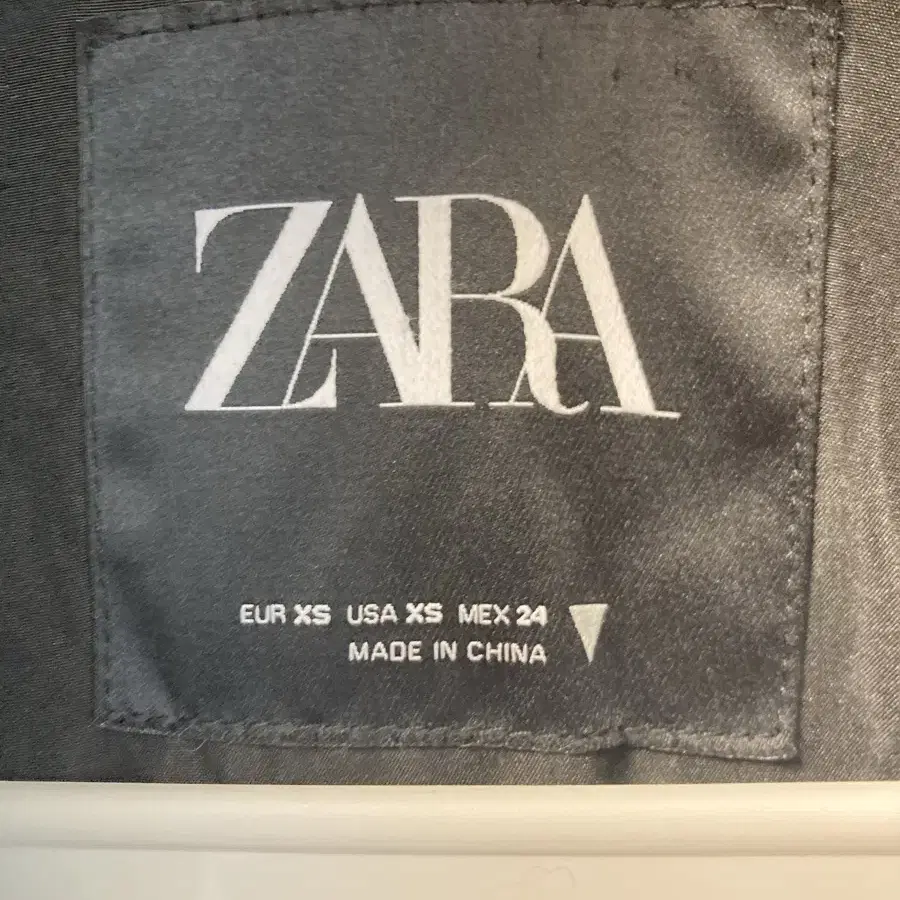 ZARA
EUR XS USA XS MEX 24
MADE IN CHINA